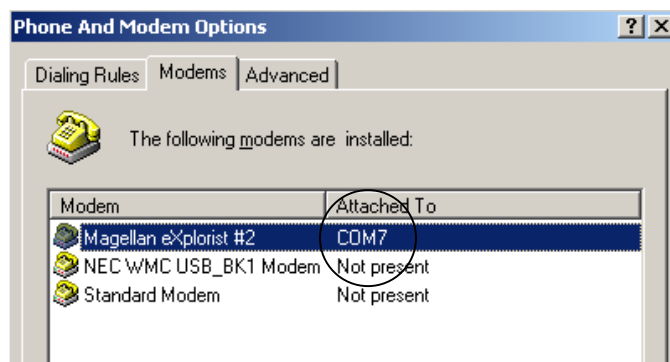 Phone And Modem Options ? X
Dialing Rules Modems Advanced
The following modems are installed:
Modem Attached To
Magellan eXplorist #2 COM7
NEC WMC USB_BK1 Modem Not present
Standard Modem Not present